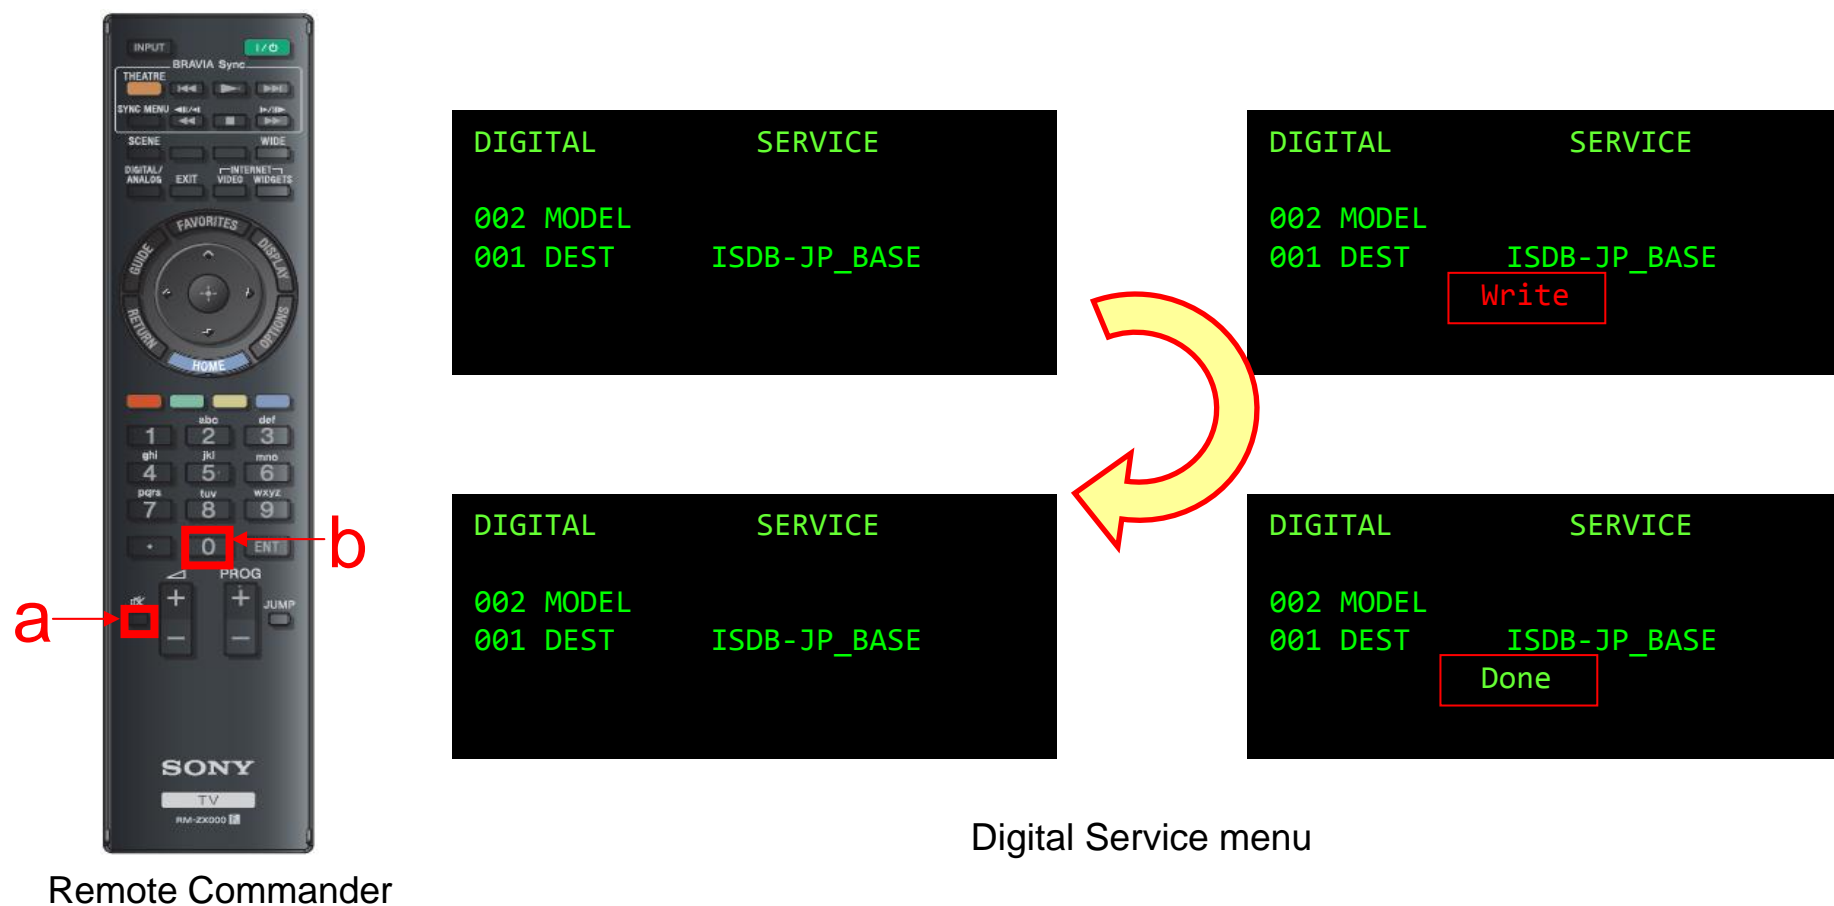 INPUT
I/⏻
BRAVIA Sync
THEATRE
SYNC MENU
SCENE
WIDE
DIGITAL/
ANALOG
EXIT
INTERNET
VIDEO
WIDGETS
FAVORITES
GUIDE
DISPLAY
RETURN
OPTIONS
HOME
abc
def
1
2
3
ghi
jkl
mno
4
5
6
pqrs
tuv
wxyz
7
8
9
0
ENT
b
PROG
a
+
+
JUMP
−
−
SONY
TV
RM-ZX000
Remote Commander
DIGITAL SERVICE
002 MODEL
001 DEST ISDB-JP_BASE
DIGITAL SERVICE
002 MODEL
001 DEST ISDB-JP_BASE
Write
DIGITAL SERVICE
002 MODEL
001 DEST ISDB-JP_BASE
DIGITAL SERVICE
002 MODEL
001 DEST ISDB-JP_BASE
Done
Digital Service menu